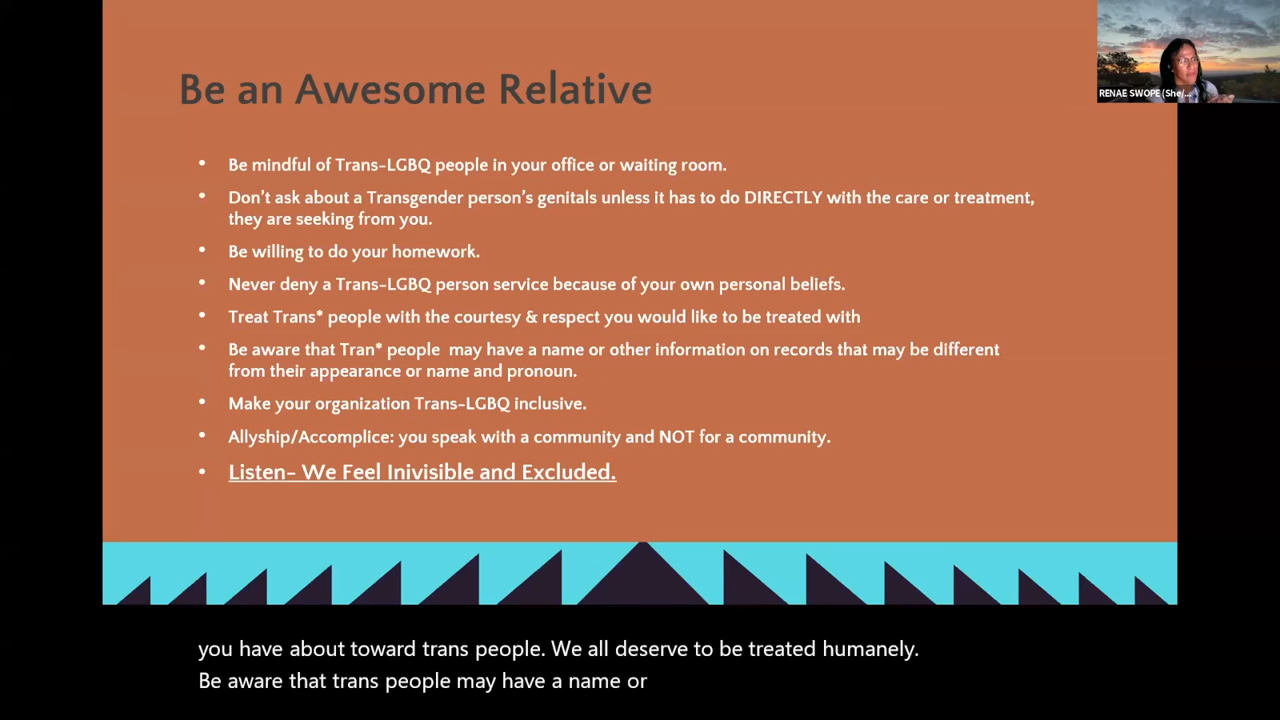 Be an Awesome Relative
RENAE SWOPE (She/...
• Be mindful of Trans-LGBQ people in your office or waiting room.
• Don't ask about a Transgender person's genitals unless it has to do DIRECTLY with the care or treatment,
they are seeking from you.
• Be willing to do your homework.
• Never deny a Trans-LGBQ person service because of your own personal beliefs.
• Treat Trans* people with the courtesy & respect you would like to be treated with
• Be aware that Tran* people may have a name or other information on records that may be different
from their appearance or name and pronoun.
• Make your organization Trans-LGBQ inclusive.
• Allyship/Accomplice: you speak with a community and NOT for a community.
• Listen- We Feel Inivisible and Excluded.
you have about toward trans people. We all deserve to be treated humanely.
Be aware that trans people may have a name or